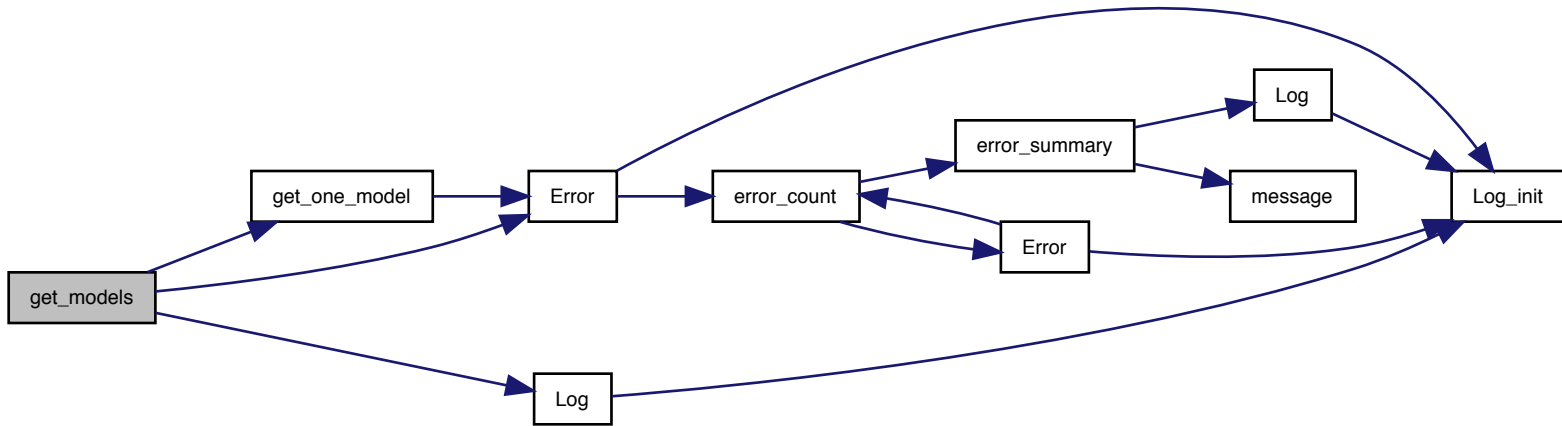 get_models
get_one_model
Error
Log
error_count
error_summary
Error
Log
message
Log_init